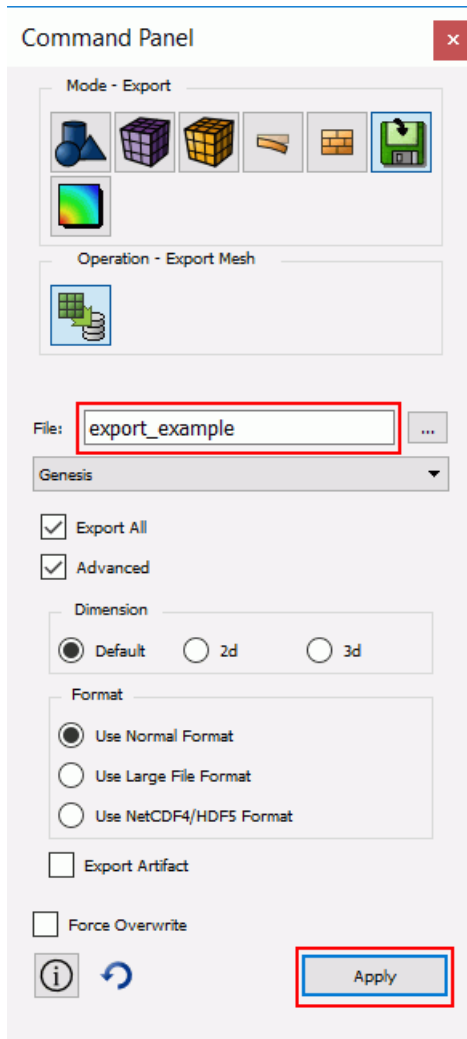 Command Panel
Mode - Export
Operation - Export Mesh
File: export_example ...
Genesis
Export All
Advanced
Dimension
Default 2d 3d
Format
Use Normal Format
Use Large File Format
Use NetCDF4/HDF5 Format
Export Artifact
Force Overwrite
Apply